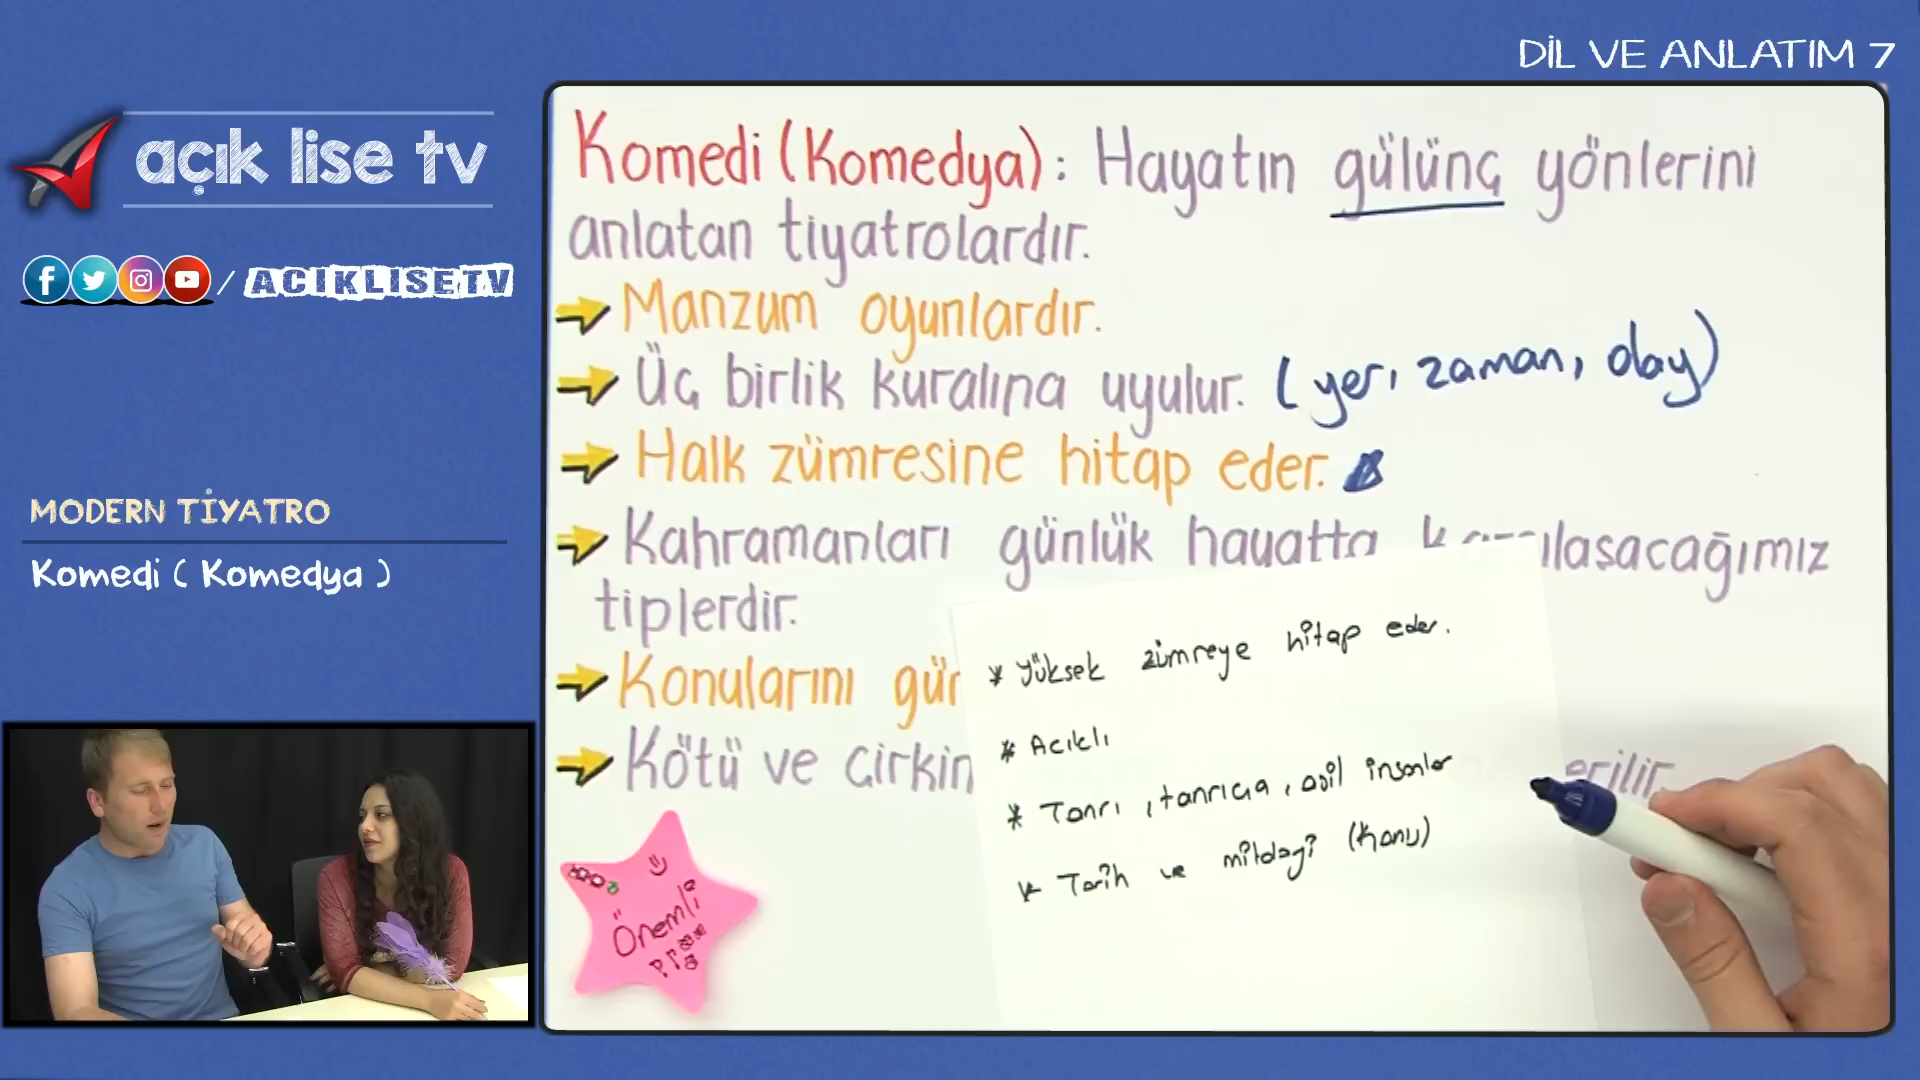 DİL VE ANLATIM 7
açık lise tv
/ ACIKLISETV
MODERN TİYATRO
Komedi ( Komedya )
Komedi (Komedya) : Hayatın gülünç yönlerini
anlatan tiyatrolardır.
Manzum oyunlardır.
Üç birlik kuralına uyulur. (yer, zaman, olay)
Halk zümresine hitap eder.
Kahramanları günlük hayatta
tiplerdir.
Konularını
Kötü ve çirkin
* Yüksek zümreye hitap eder.
* Acıklı
* Tanrı, tanrıça, asil insanlar
* Tarih ve mitoloji (Konu)
Önemli